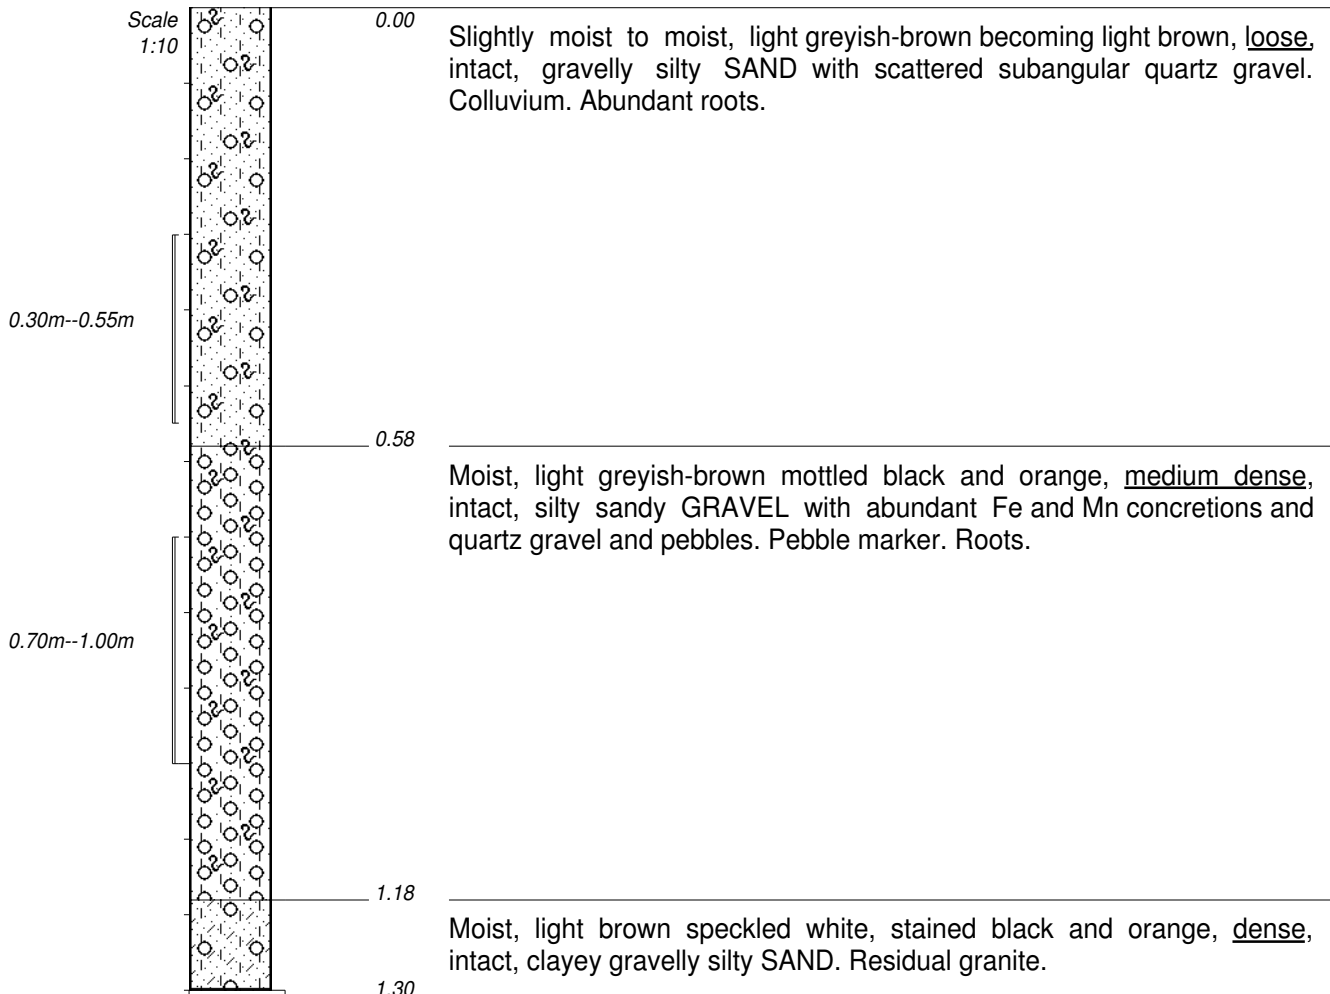 Scale
1:10
0.00
Slightly moist to moist, light greyish-brown becoming light brown, loose,
intact, gravelly silty SAND with scattered subangular quartz gravel.
Colluvium. Abundant roots.
0.30m--0.55m
0.58
Moist, light greyish-brown mottled black and orange, medium dense,
intact, silty sandy GRAVEL with abundant Fe and Mn concretions and
quartz gravel and pebbles. Pebble marker. Roots.
0.70m--1.00m
1.18
Moist, light brown speckled white, stained black and orange, dense,
intact, clayey gravelly silty SAND. Residual granite.
1.30